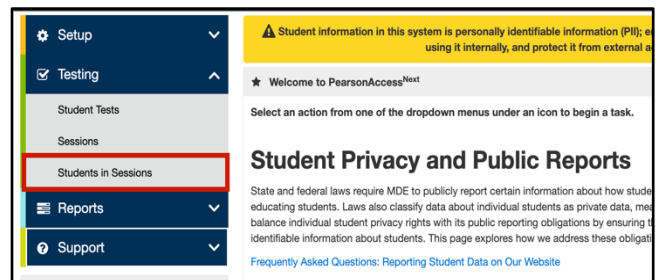 Setup
Testing
Student Tests
Sessions
Students in Sessions
Reports
Support
Student information in this system is personally identifiable information (PII);
using it internally, and protect it from external
Welcome to PearsonAccessNext
Select an action from one of the dropdown menus under an icon to begin a task.
Student Privacy and Public Reports
State and federal laws require MDE to publicly report certain information about how
educating students. Laws also classify data about individual students as private data,
balance individual student privacy rights with its public reporting obligations by ensuring
identifiable information about students. This page explores how we address these
Frequently Asked Questions: Reporting Student Data on Our Website